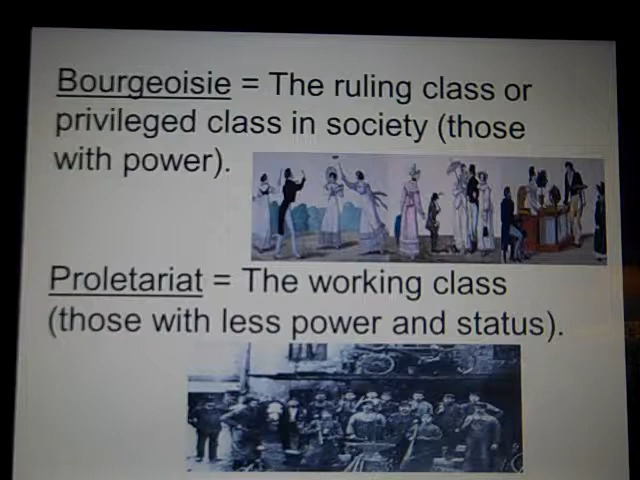 Bourgeoisie = The ruling class or
privileged class in society (those
with power).
Proletariat = The working class
(those with less power and status).